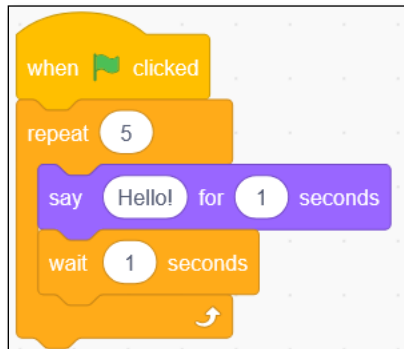 when clicked
repeat 5
say Hello! for 1 seconds
wait 1 seconds